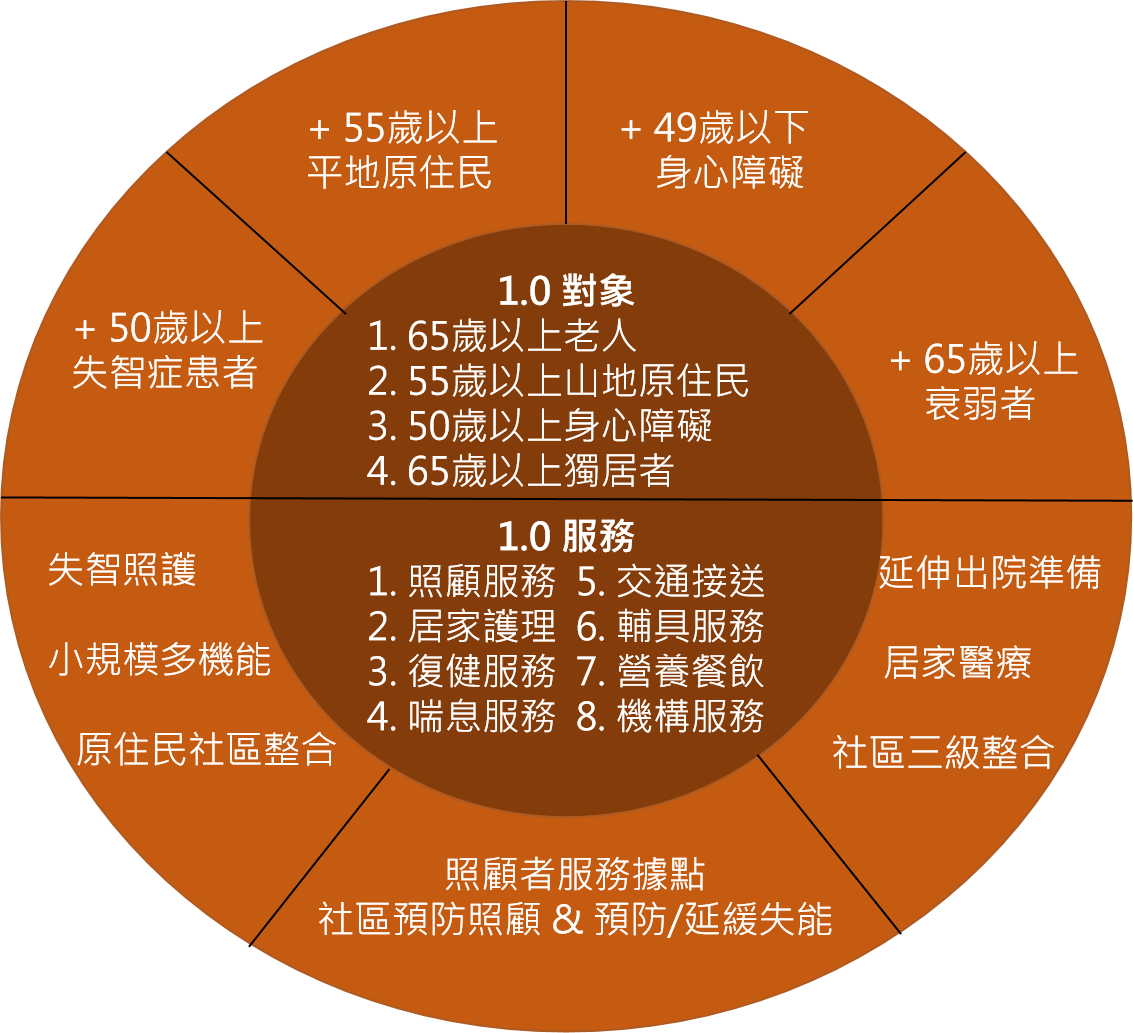 + 55歲以上
平地原住民
+ 49歲以下
身心障礙
+ 50歲以上
失智症患者
+ 65歲以上
衰弱者
1.0 對象
1. 65歲以上老人
2. 55歲以上山地原住民
3. 50歲以上身心障礙
4. 65歲以上獨居者
1.0 服務
1. 照顧服務 5. 交通接送
2. 居家護理 6. 輔具服務
3. 復健服務 7. 營養餐飲
4. 喘息服務 8. 機構服務
失智照護
小規模多機能
原住民社區整合
延伸出院準備
居家醫療
社區三級整合
照顧者服務據點
社區預防照顧 & 預防/延緩失能